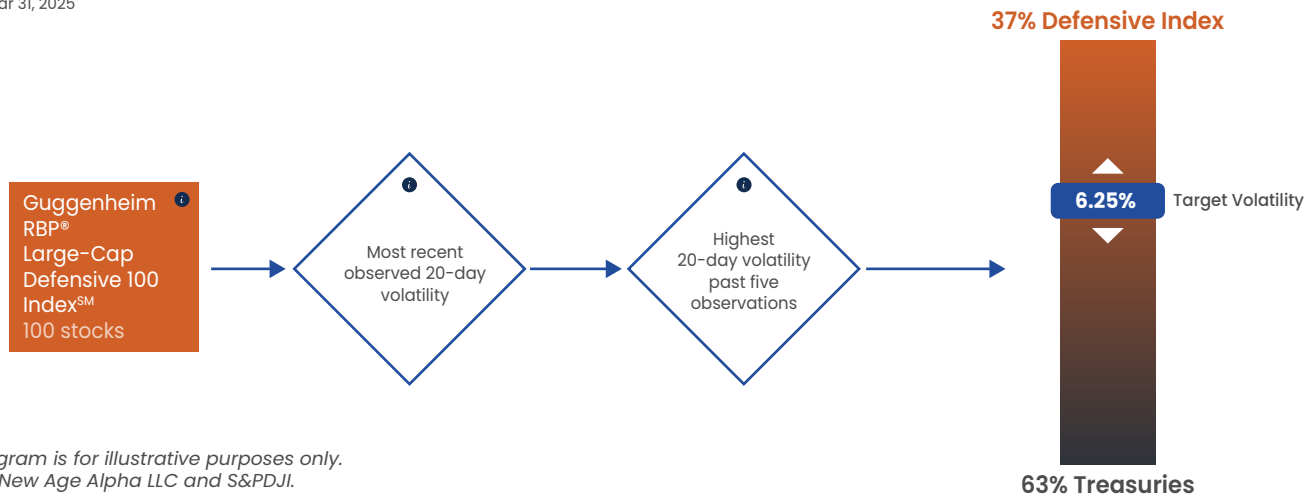 ar 31, 2025
37% Defensive Index
Guggenheim
RBP®
Large-Cap
Defensive 100
Index℠
100 stocks
Most recent
observed 20-day
volatility
Highest
20-day volatility
past five
observations
6.25%
Target Volatility
gram is for illustrative purposes only.
New Age Alpha LLC and S&PDJI.
63% Treasuries